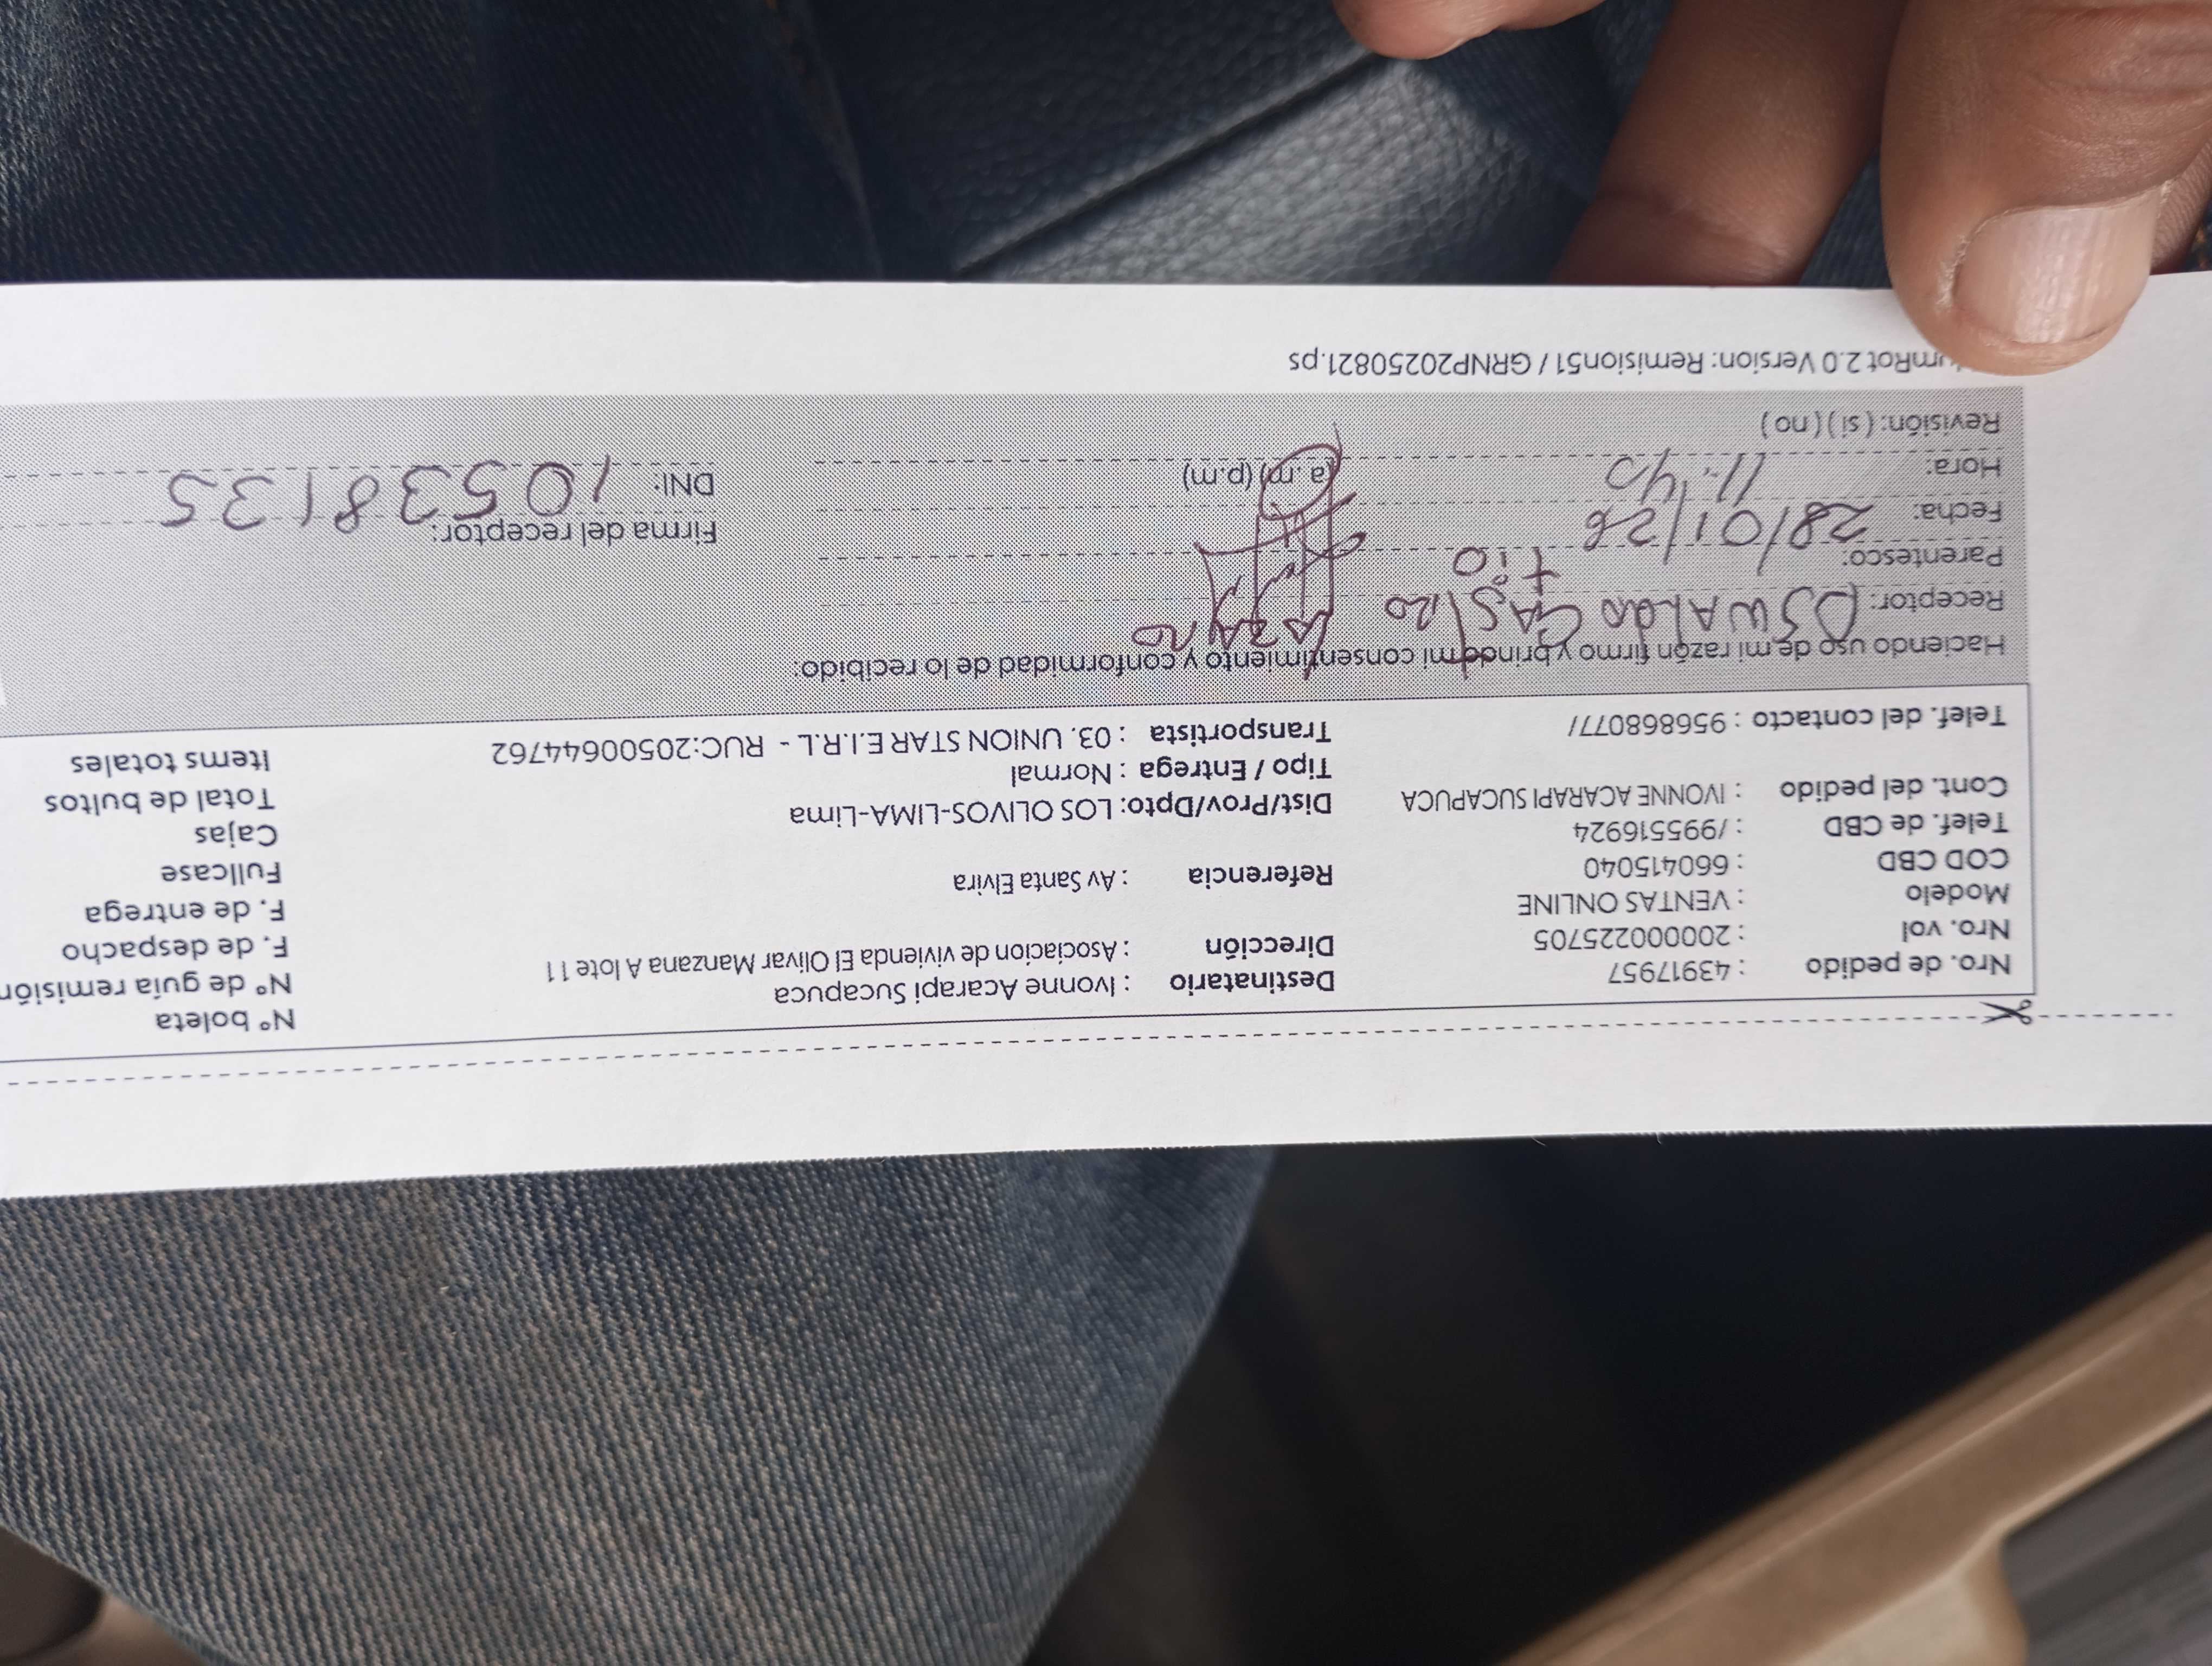 Nro. de pedido : 43917957
Nro. vol : 20000225705
Modelo : VENTAS ONLINE
COD CBD : 660415040
Telef. de CBD : /995516924
Cont. del pedido : IVONNE ACARAPI SUCAPUCA
Telef. del contacto : 956868077/
Destinatario : Ivonne Acarapi Sucapuca
Dirección : Asociacion de vivienda El Olivar Manzana A lote 11
Referencia : Av Santa Elvira
Dist/Prov/Dpto: LOS OLIVOS-LIMA-Lima
Tipo / Entrega : Normal
Transportista : 03. UNION STAR E.I.R.L - RUC:20500644762
N° boleta
N° de guía remisión
F. de despacho
F. de entrega
Fullcase
Cajas
Total de bultos
Items totales
Haciendo uso de mi razón firmo y brindo mi consentimiento y conformidad de lo recibido:
Receptor: OSWAldo
Parentesco: tio
Fecha: 28/01/26
Hora: 11:40 (a.m) (p.m)
Revisión: (si) (no)
Firma del receptor:
DNI: 10538135
Version: Remision51 / GRNP20250821.ps